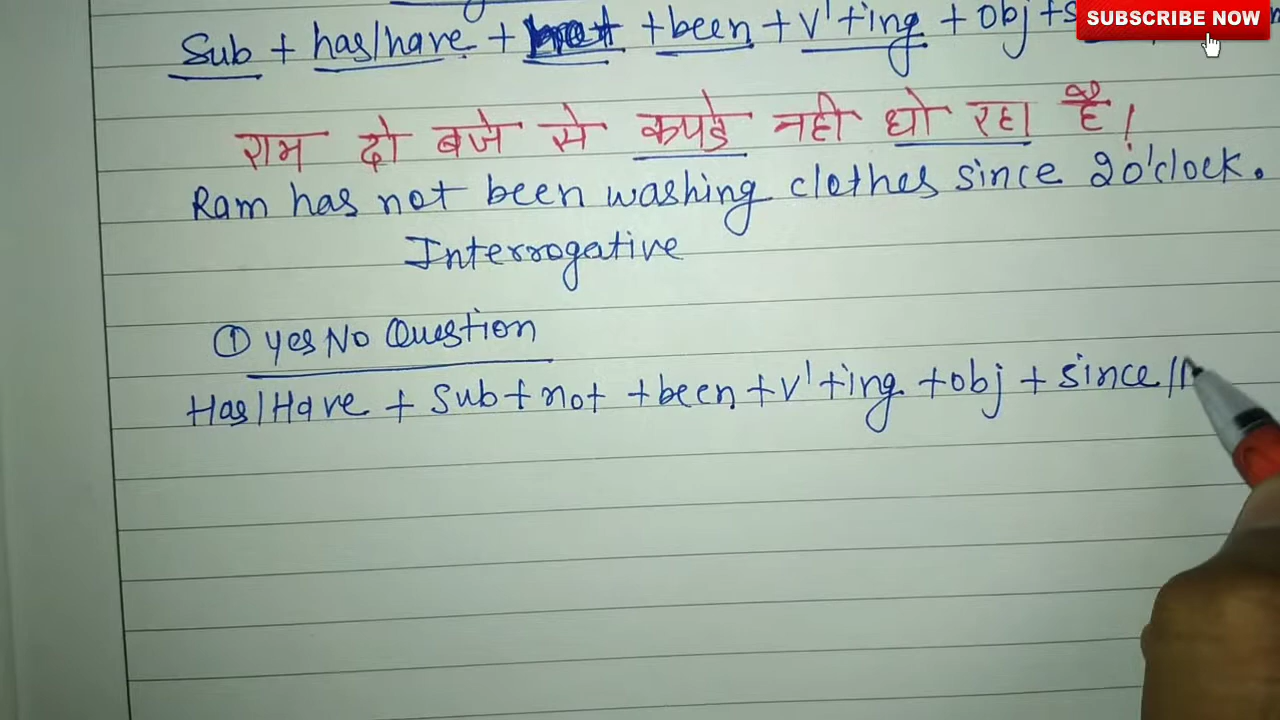 SUBSCRIBE NOW
Sub + has/have + not + been + V¹+ing + obj +
राम दो बजे से कपडे नही धो रहा है।
Ram has not been washing clothes since 2 o'clock.
Interrogative
① Yes No Question
Has/Have + Sub + not + been + V¹+ing + obj + since/